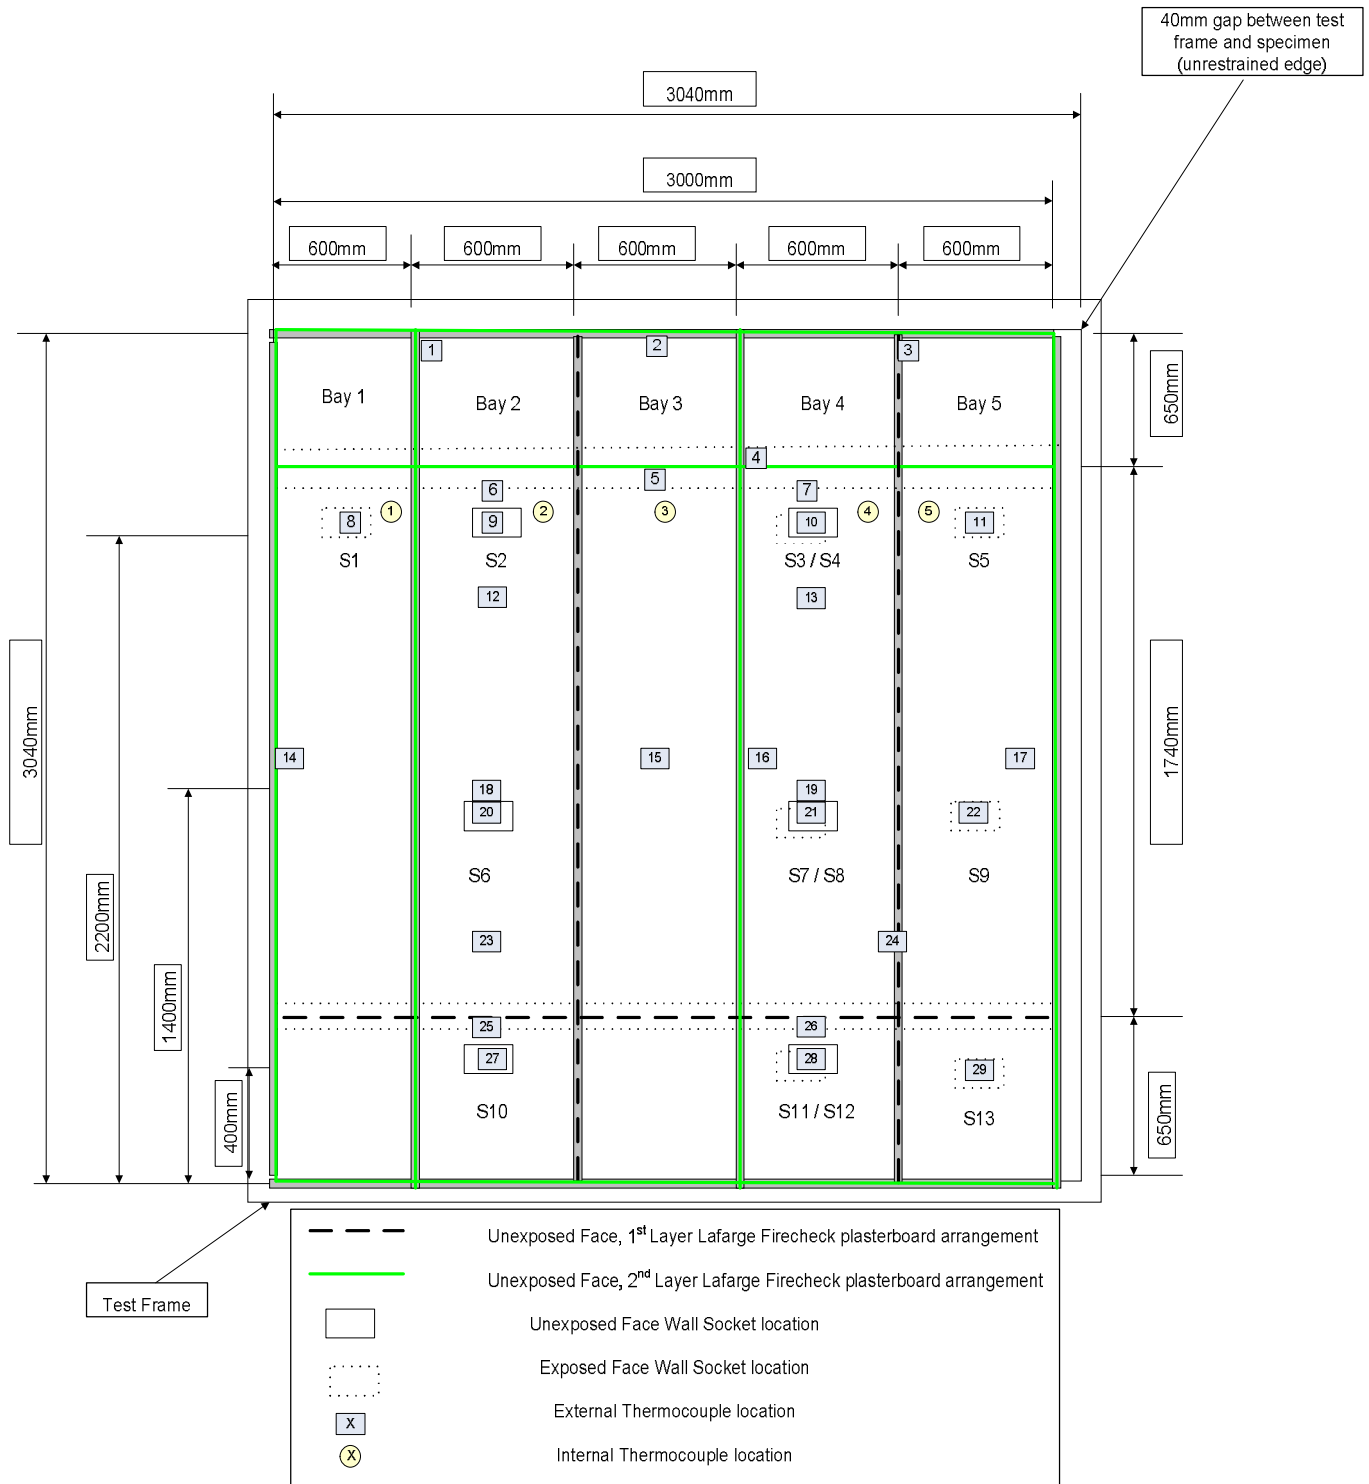 40mm gap between test
frame and specimen
(unrestrained edge)
3040mm
3000mm
600mm
600mm
600mm
600mm
600mm
1
2
3
Bay 1
Bay 2
Bay 3
Bay 4
Bay 5
650mm
4
5
6
7
8
1
9
2
3
10
4
5
11
S1
S2
S3 / S4
S5
12
13
3040mm
2200mm
1400mm
400mm
1740mm
650mm
14
15
16
17
18
19
20
21
22
S6
S7 / S8
S9
23
24
25
26
27
28
29
S10
S11 / S12
S13
Test Frame
Unexposed Face, 1st Layer Lafarge Firecheck plasterboard arrangement
Unexposed Face, 2nd Layer Lafarge Firecheck plasterboard arrangement
Unexposed Face Wall Socket location
Exposed Face Wall Socket location
X External Thermocouple location
X Internal Thermocouple location